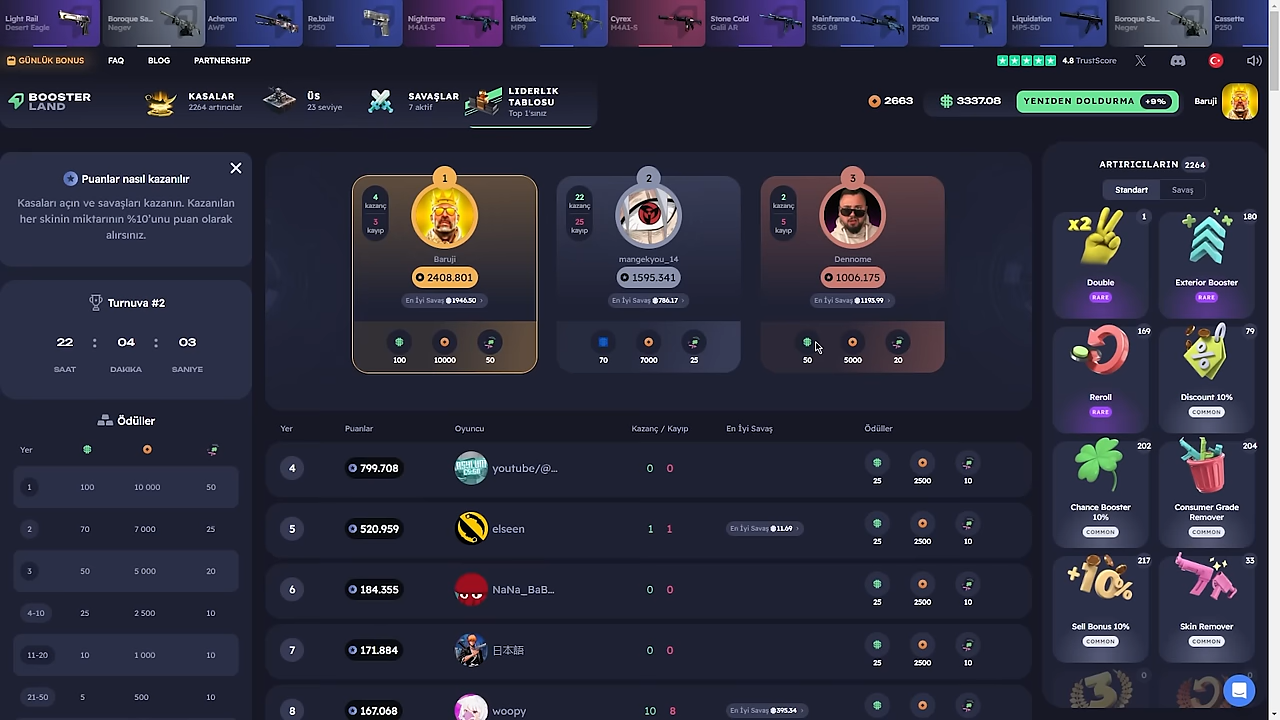 Light Rail
Desert Eagle
Boroque Sa...
Negev
Acheron
AWP
Re.built
P250
Nightmare
M4A1-S
Bioleak
MP9
Cyrex
M4A1-S
Stone Cold
Galil AR
Mainframe 0...
SSG 08
Valence
P250
Liquidation
MP5-SD
Boroque Sa...
Negev
Cassette
P250
GÜNLÜK BONUS
FAQ
BLOG
PARTNERSHIP
4.8 TrustScore
BOOSTER
LAND
KASALAR
2264 artırıcılar
ÜS
23 seviye
SAVAŞLAR
7 aktif
LIDERLIK
TABLOSU
Top 1'sınız
2663
3337.08
YENIDEN DOLDURMA
+9%
Baruji
Puanlar nasıl kazanılır
Kasaları açın ve savaşları kazanın. Kazanılan
her skinin miktarının %10'unu puan olarak
alırsınız.
Turnuva #2
22 : 04 : 03
SAAT DAKIKA SANIYE
Ödüller
Yer
1 100 10 000 50
2 70 7 000 25
3 50 5 000 20
4-10 25 2 500 10
11-20 10 1 000 10
21-50 5 500 10
1
4
kazanç
3
kayıp
Baruji
2408.801
En İyi Savaş 1946.50 >
100 10000 50
2
22
kazanç
25
kayıp
mangekyou_14
1595.341
En İyi Savaş 786.17 >
70 7000 25
3
2
kazanç
5
kayıp
Dennome
1006.175
En İyi Savaş 1193.99 >
50 5000 20
Yer Puanlar Oyuncu Kazanç / Kayıp En İyi Savaş Ödüller
4 799.708 youtube/@... 0 0 25 2500 10
5 520.959 elseen 1 1 En İyi Savaş 11.69 > 25 2500 10
6 184.355 NaNa_BaB... 0 0 25 2500 10
7 171.884 日本語 0 0 25 2500 10
8 167.068 woopy 10 8 En İyi Savaş 395.34 >
ARTIRICILARIN 2264
Standart Savaş
x2
1
Double
RARE
180
Exterior Booster
RARE
169
Reroll
RARE
79
Discount 10%
COMMON
202
Chance Booster
10%
COMMON
204
Consumer Grade
Remover
COMMON
217
+10%
Sell Bonus 10%
COMMON
33
Skin Remover
COMMON
3
0
0